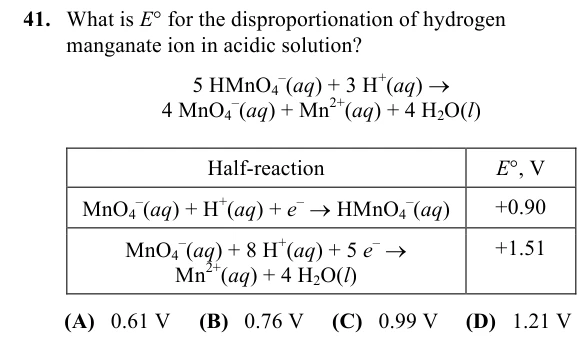 41. What is E° for the disproportionation of hydrogen
manganate ion in acidic solution?
5 HMnO₄⁻(aq) + 3 H⁺(aq) →
4 MnO₄⁻(aq) + Mn²⁺(aq) + 4 H₂O(l)
Half-reaction E°, V
MnO₄⁻(aq) + H⁺(aq) + e⁻ → HMnO₄⁻(aq) +0.90
MnO₄⁻(aq) + 8 H⁺(aq) + 5 e⁻ → +1.51
Mn²⁺(aq) + 4 H₂O(l)
(A) 0.61 V (B) 0.76 V (C) 0.99 V (D) 1.21 V